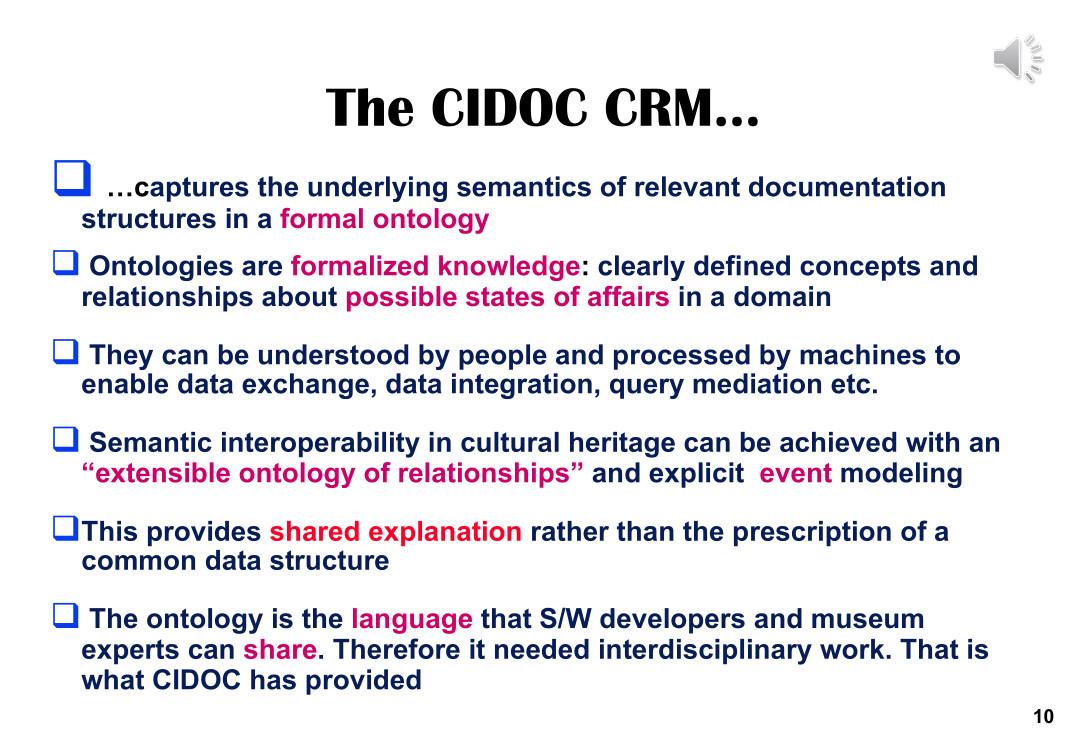 The CIDOC CRM…
❑ …captures the underlying semantics of relevant documentation
structures in a formal ontology
❑ Ontologies are formalized knowledge: clearly defined concepts and
relationships about possible states of affairs in a domain
❑ They can be understood by people and processed by machines to
enable data exchange, data integration, query mediation etc.
❑ Semantic interoperability in cultural heritage can be achieved with an
“extensible ontology of relationships” and explicit event modeling
❑This provides shared explanation rather than the prescription of a
common data structure
❑ The ontology is the language that S/W developers and museum
experts can share. Therefore it needed interdisciplinary work. That is
what CIDOC has provided
10